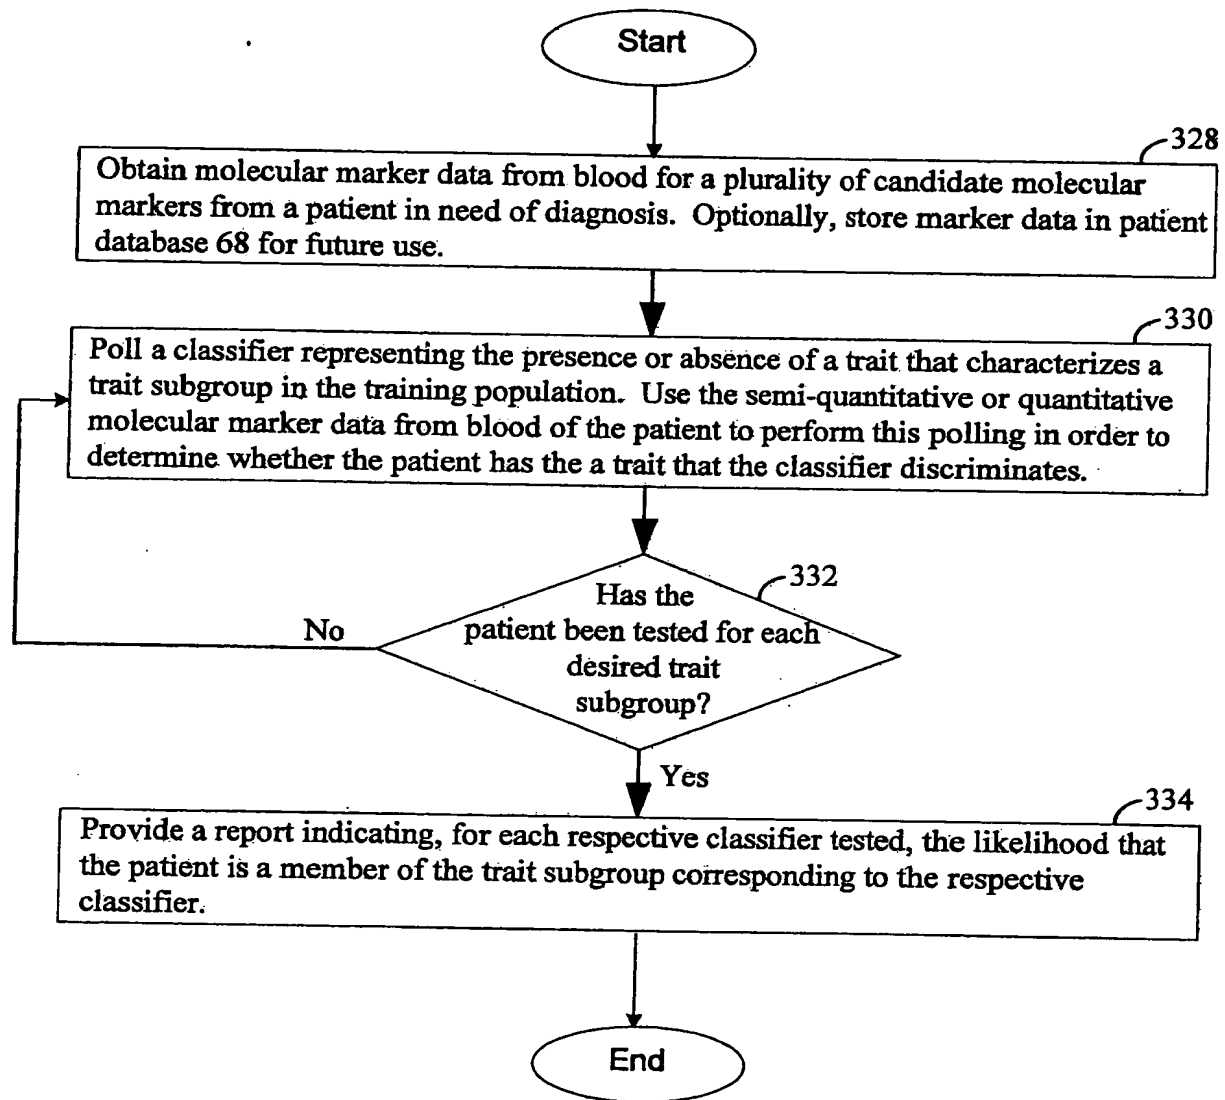 Start
328
Obtain molecular marker data from blood for a plurality of candidate molecular
markers from a patient in need of diagnosis. Optionally, store marker data in patient
database 68 for future use.
330
Poll a classifier representing the presence or absence of a trait that characterizes a
trait subgroup in the training population. Use the semi-quantitative or quantitative
molecular marker data from blood of the patient to perform this polling in order to
determine whether the patient has the a trait that the classifier discriminates.
332
Has the
patient been tested for each
desired trait
subgroup?
No
Yes
334
Provide a report indicating, for each respective classifier tested, the likelihood that
the patient is a member of the trait subgroup corresponding to the respective
classifier.
End